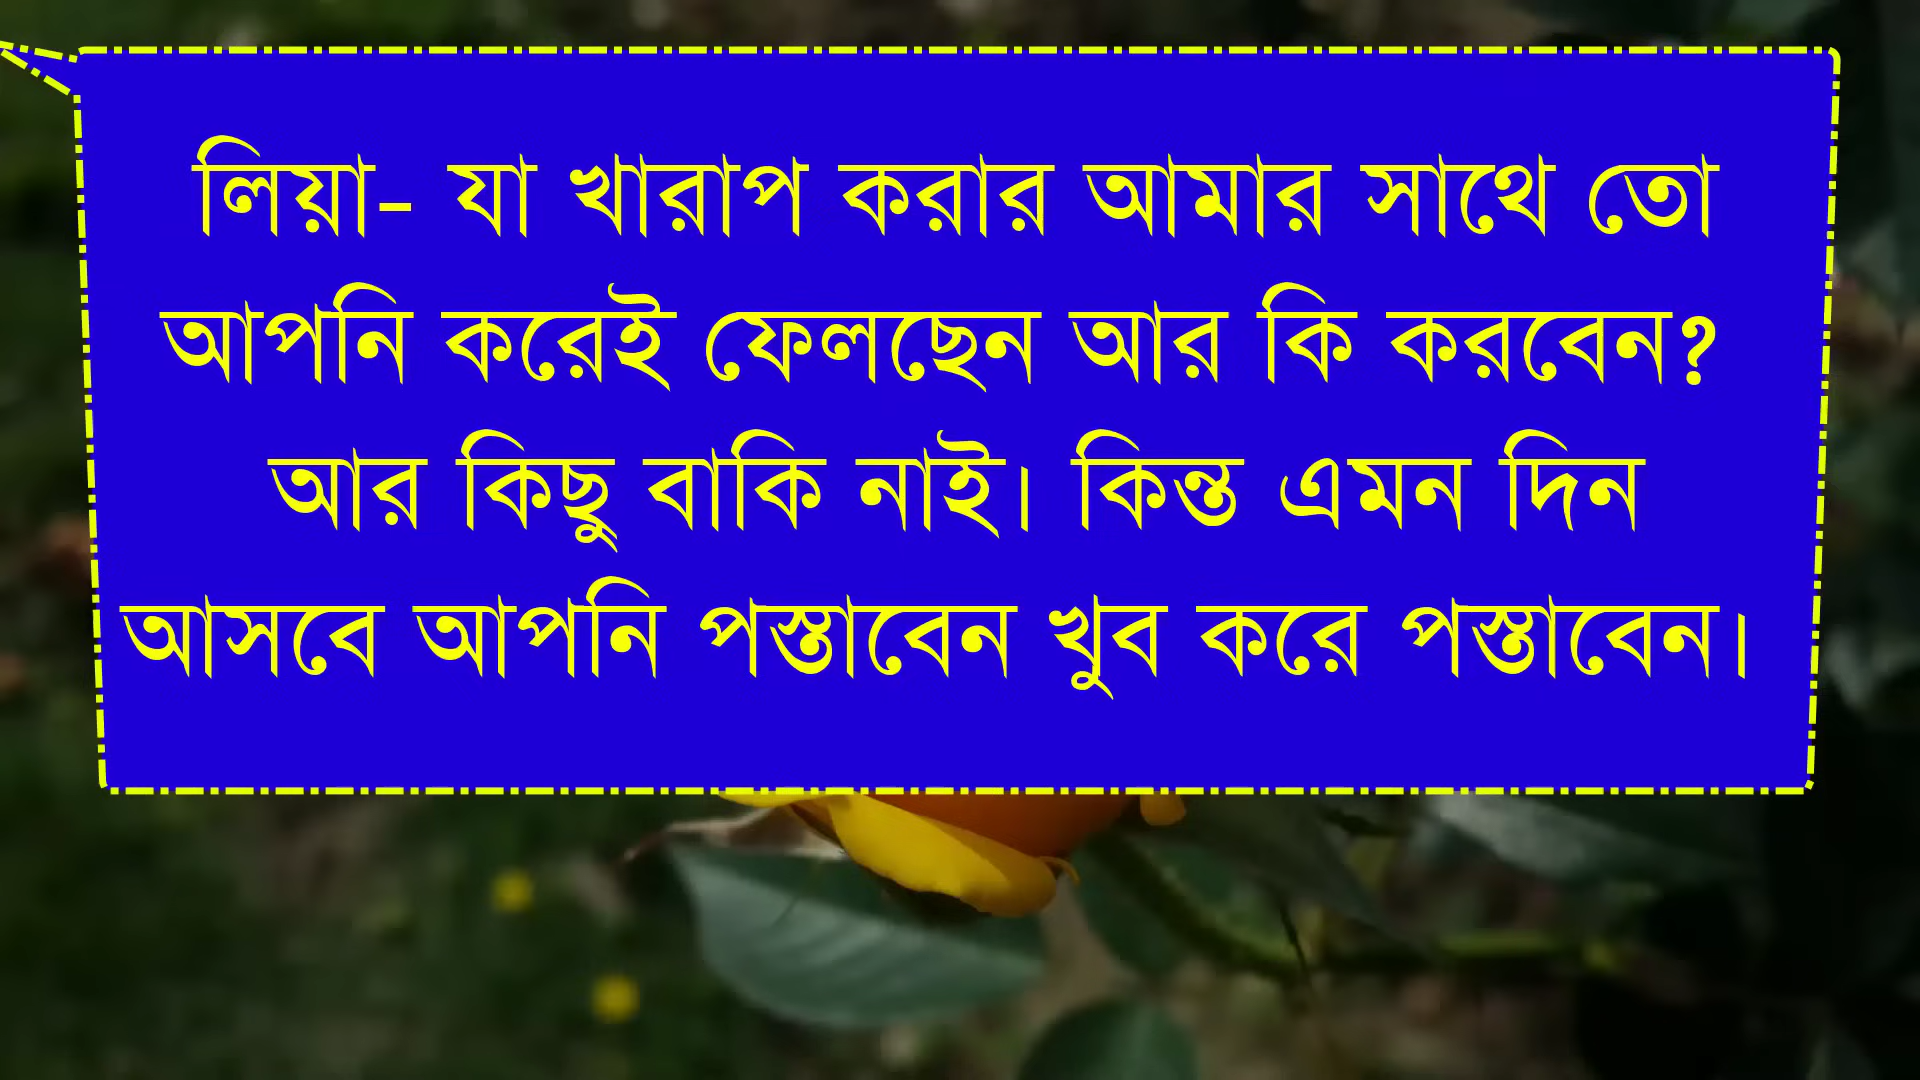 লিয়া- যা খারাপ করার আমার সাথে তো
আপনি করেই ফেলছেন আর কি করবেন?
আর কিছু বাকি নাই। কিন্ত এমন দিন
আসবে আপনি পস্তাবেন খুব করে পস্তাবেন।